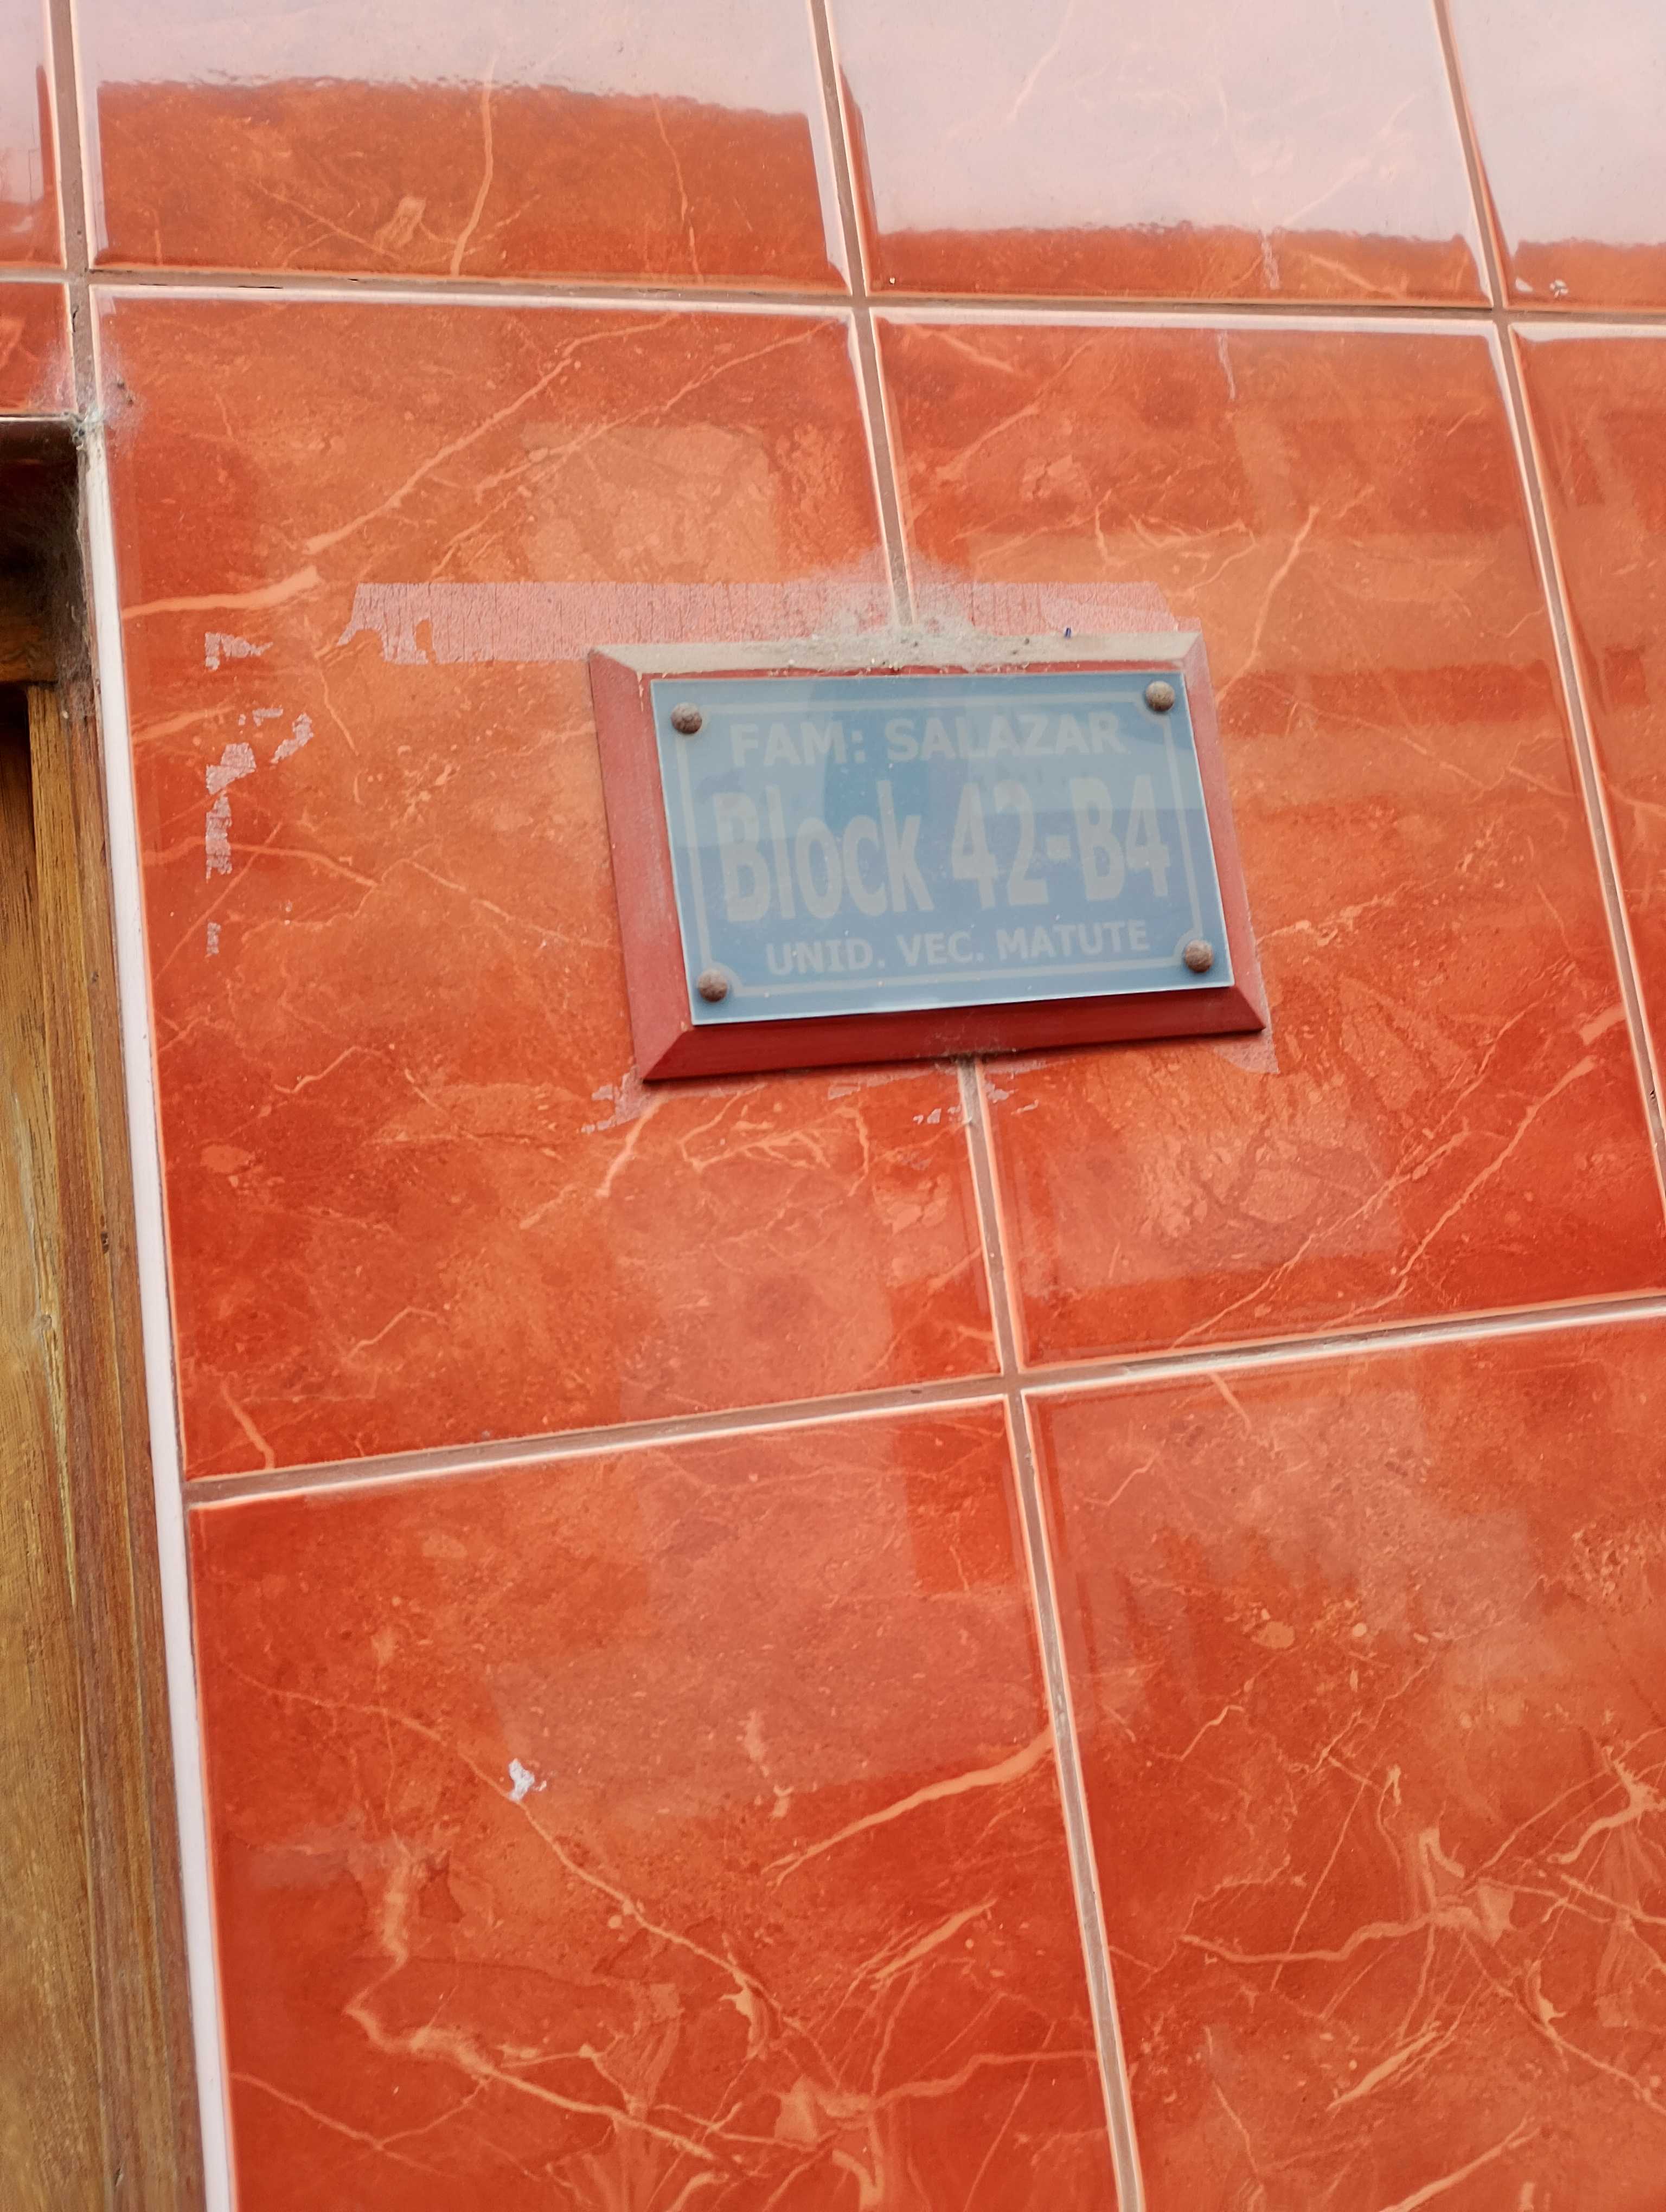 FAM: SALAZAR
Block 42-B4
UNID. VEC. MATUTE